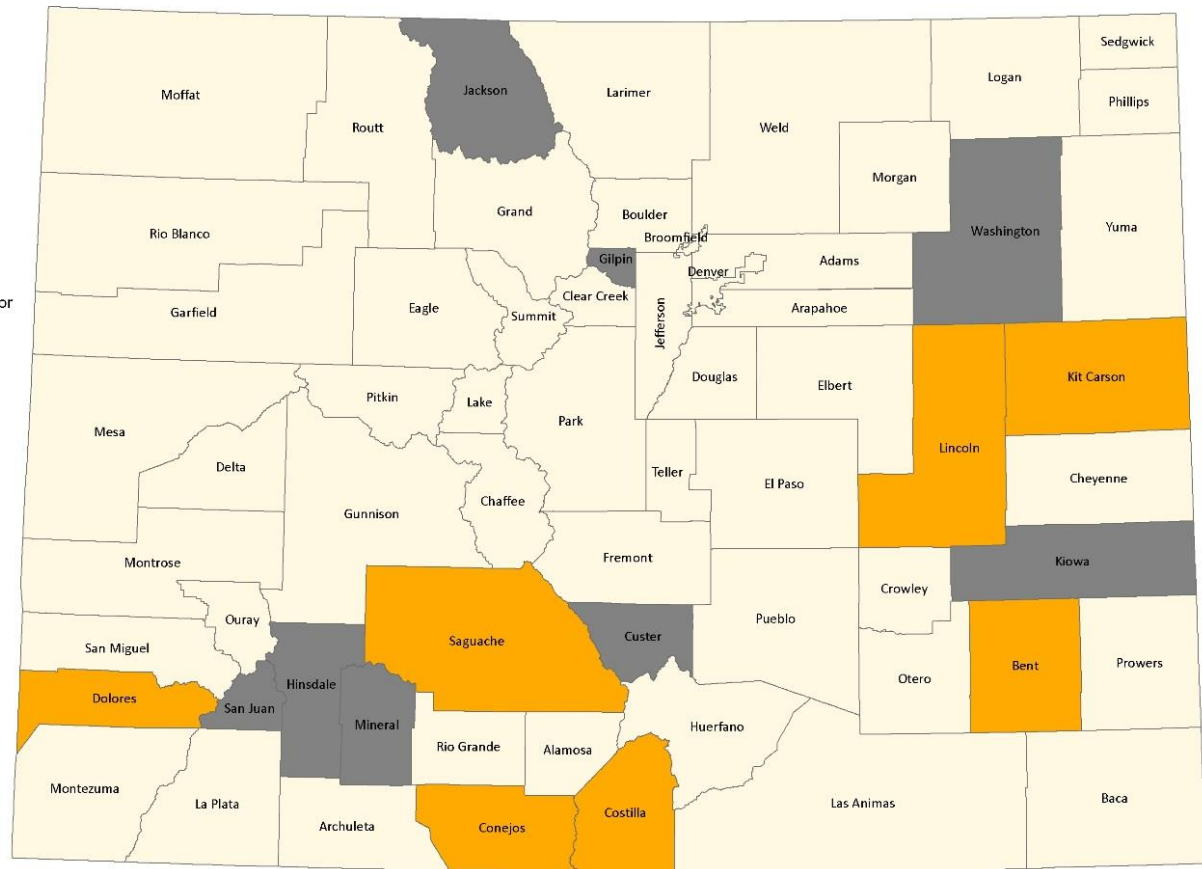 Sedgwick
Logan
Moffat
Jackson
Larimer
Phillips
Routt
Weld
Morgan
Grand
Boulder
Rio Blanco
Washington
Yuma
Broomfield
Gilpin
Denver
Adams
or
Garfield
Eagle
Clear Creek
Summit
Jefferson
Arapahoe
Douglas
Elbert
Kit Carson
Pitkin
Lake
Park
Mesa
Lincoln
Delta
Teller
El Paso
Cheyenne
Chaffee
Gunnison
Montrose
Fremont
Kiowa
Crowley
Ouray
Pueblo
Saguache
Custer
San Miguel
Bent
Prowers
Otero
Dolores
Hinsdale
San Juan
Mineral
Huerfano
Rio Grande
Alamosa
Montezuma
La Plata
Archuleta
Conejos
Costilla
Las Animas
Baca